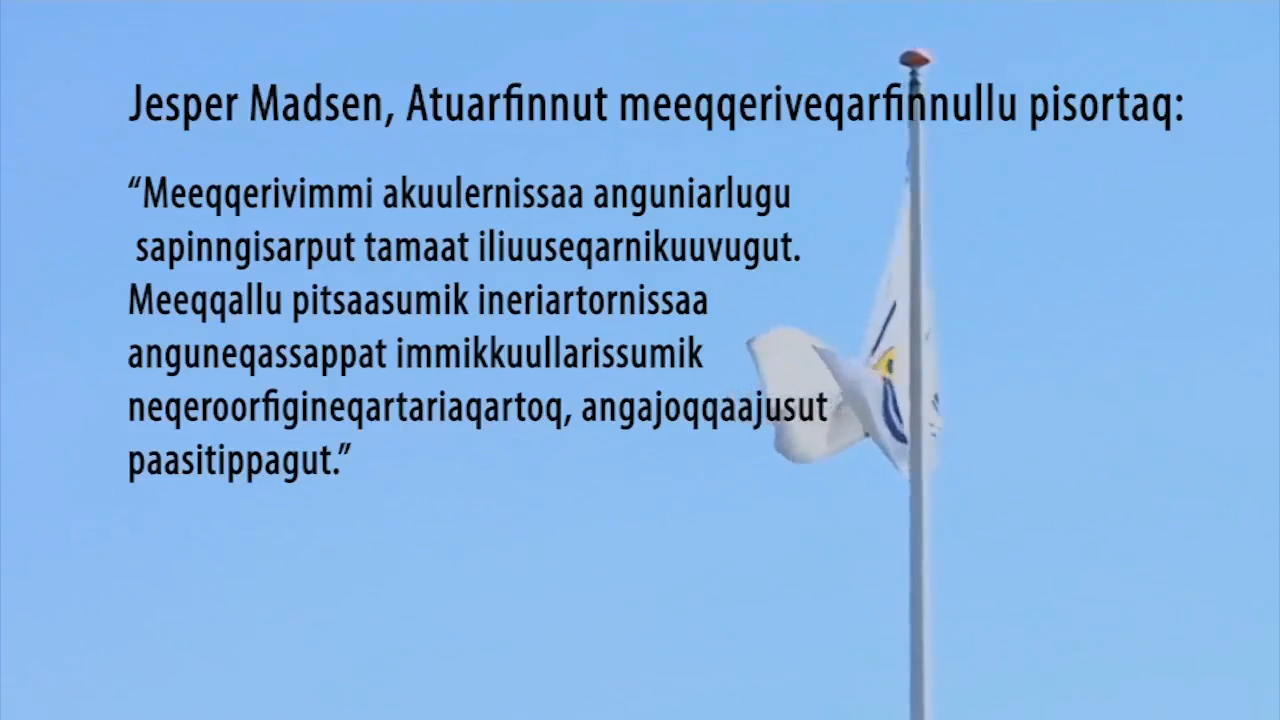 Jesper Madsen, Atuarfinnut meeqqeriveqarfinnullu pisortaq:
“Meeqqerivimmi akuulernissaa anguniarlugu
sapinngisarput tamaat iliuuseqarnikuuvugut.
Meeqqallu pitsaasumik ineriartornissaa
anguneqassappat immikkuullarissumik
neqeroorfigineqartariaqartoq, angajoqqaajusut
paasitippagut.”